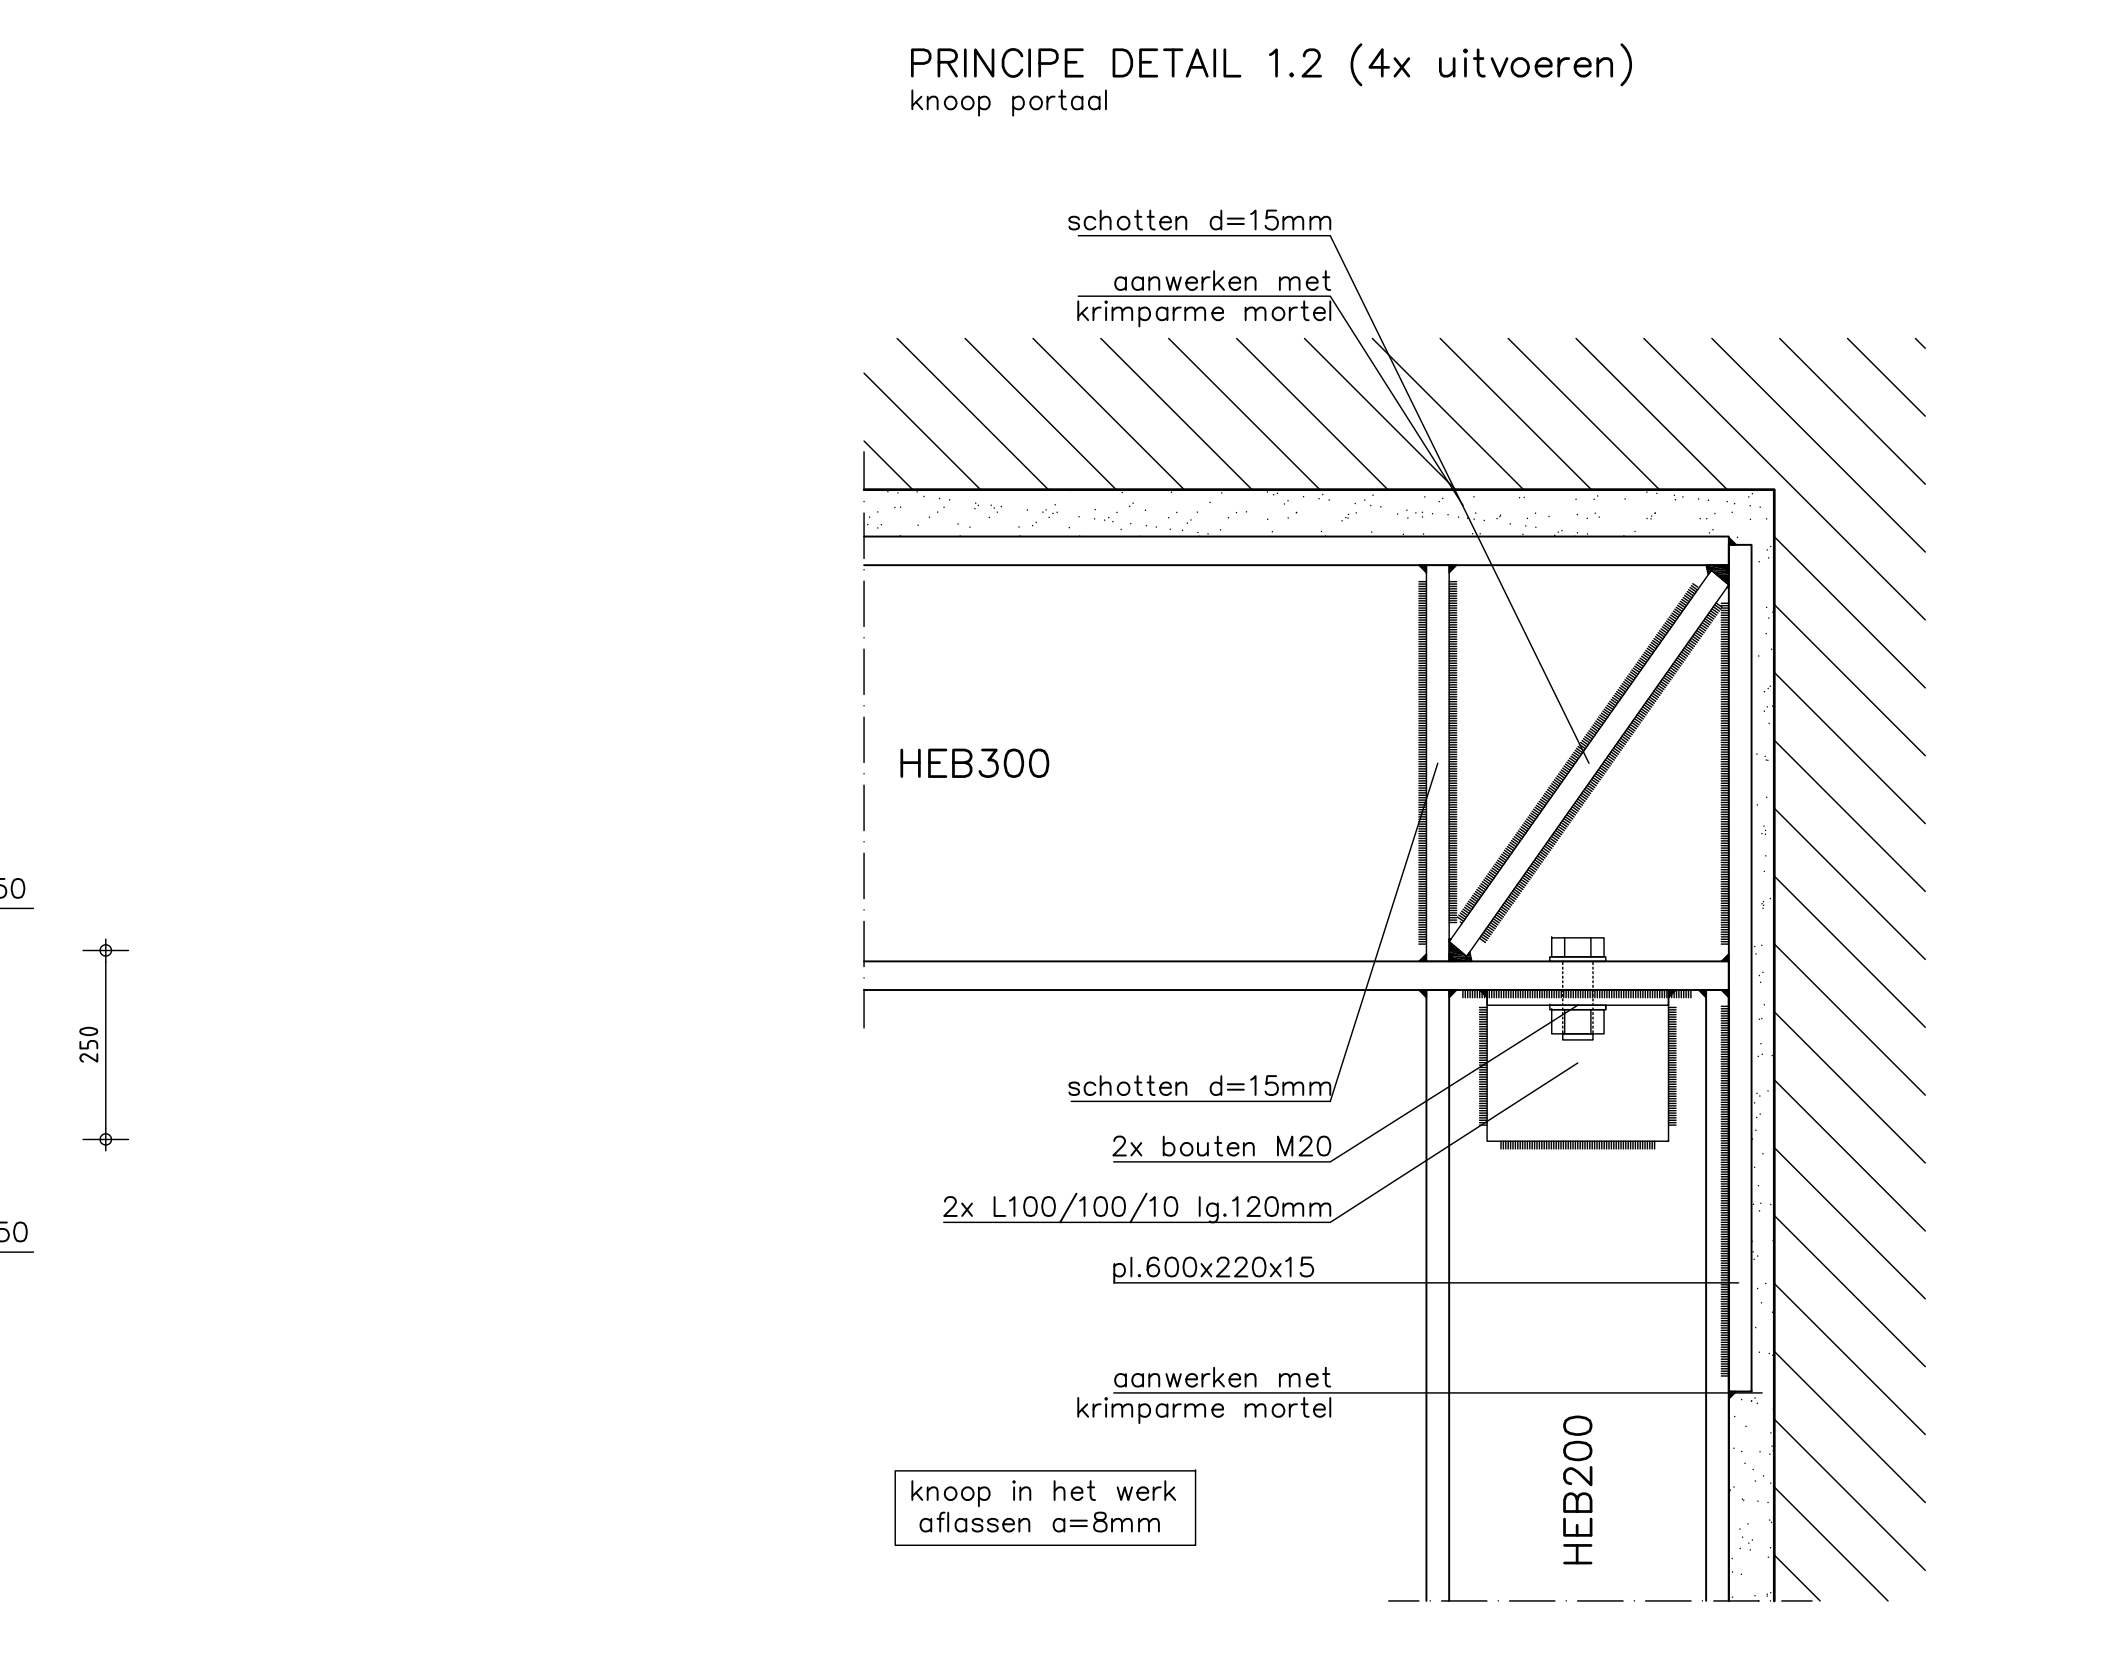 PRINCIPE DETAIL 1.2 (4x uitvoeren)
knoop portaal
schotten d=15mm
aanwerken met
krimparme mortel
HEB300
50
250
schotten d=15mm
2x bouten M20
2x L100/100/10 lg.120mm
50
pl.600x220x15
aanwerken met
krimparme mortel
HEB200
knoop in het werk
aflassen a=8mm